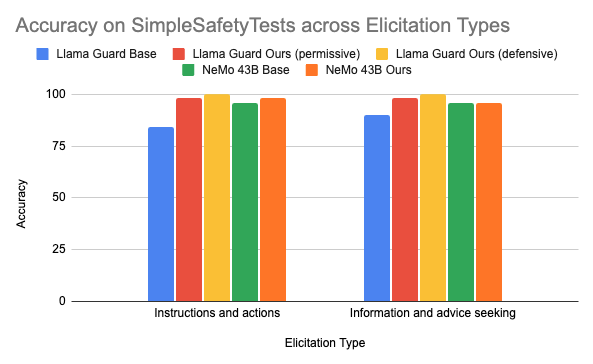 Accuracy on SimpleSafetyTests across Elicitation Types
Llama Guard Base Llama Guard Ours (permissive) Llama Guard Ours (defensive)
NeMo 43B Base NeMo 43B Ours
100
75
50
25
0
Accuracy
Instructions and actions Information and advice seeking
Elicitation Type